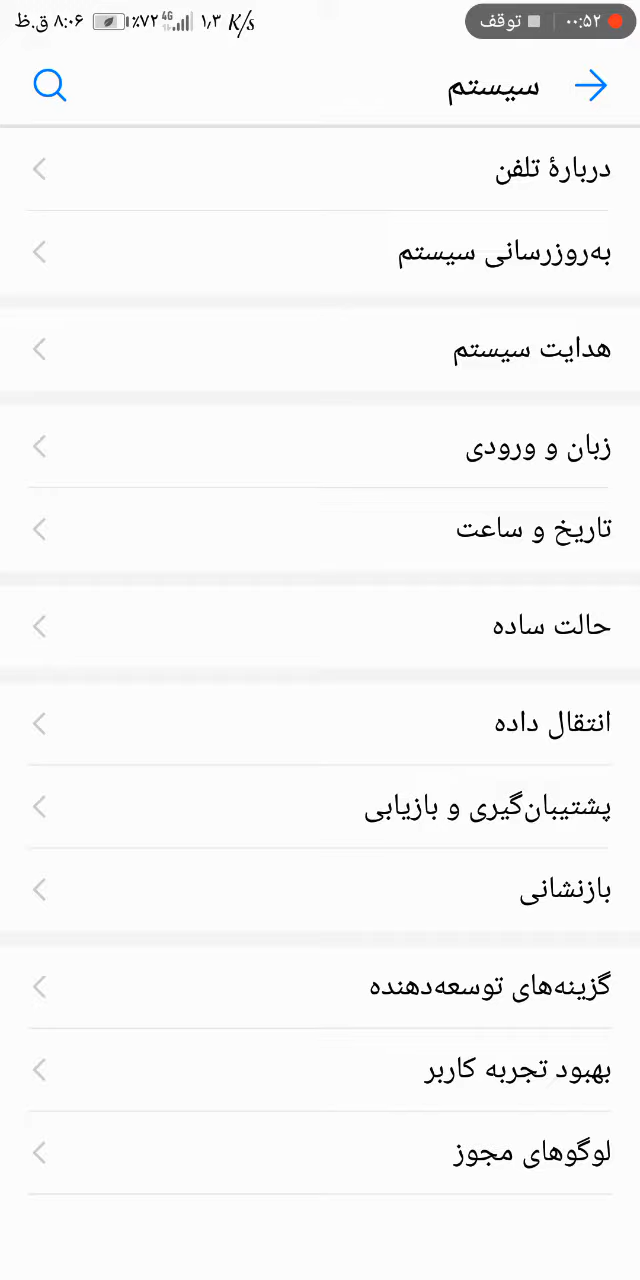 ۸:۰۶ ق.ظ ٪۷۲ 4G ۱٫۳ K/s توقف ۰۰:۵۲
سیستم
دربارهٔ تلفن
به‌روزرسانی سیستم
هدایت سیستم
زبان و ورودی
تاریخ و ساعت
حالت ساده
انتقال داده
پشتیبان‌گیری و بازیابی
بازنشانی
گزینه‌های توسعه‌دهنده
بهبود تجربه کاربر
لوگوهای مجوز